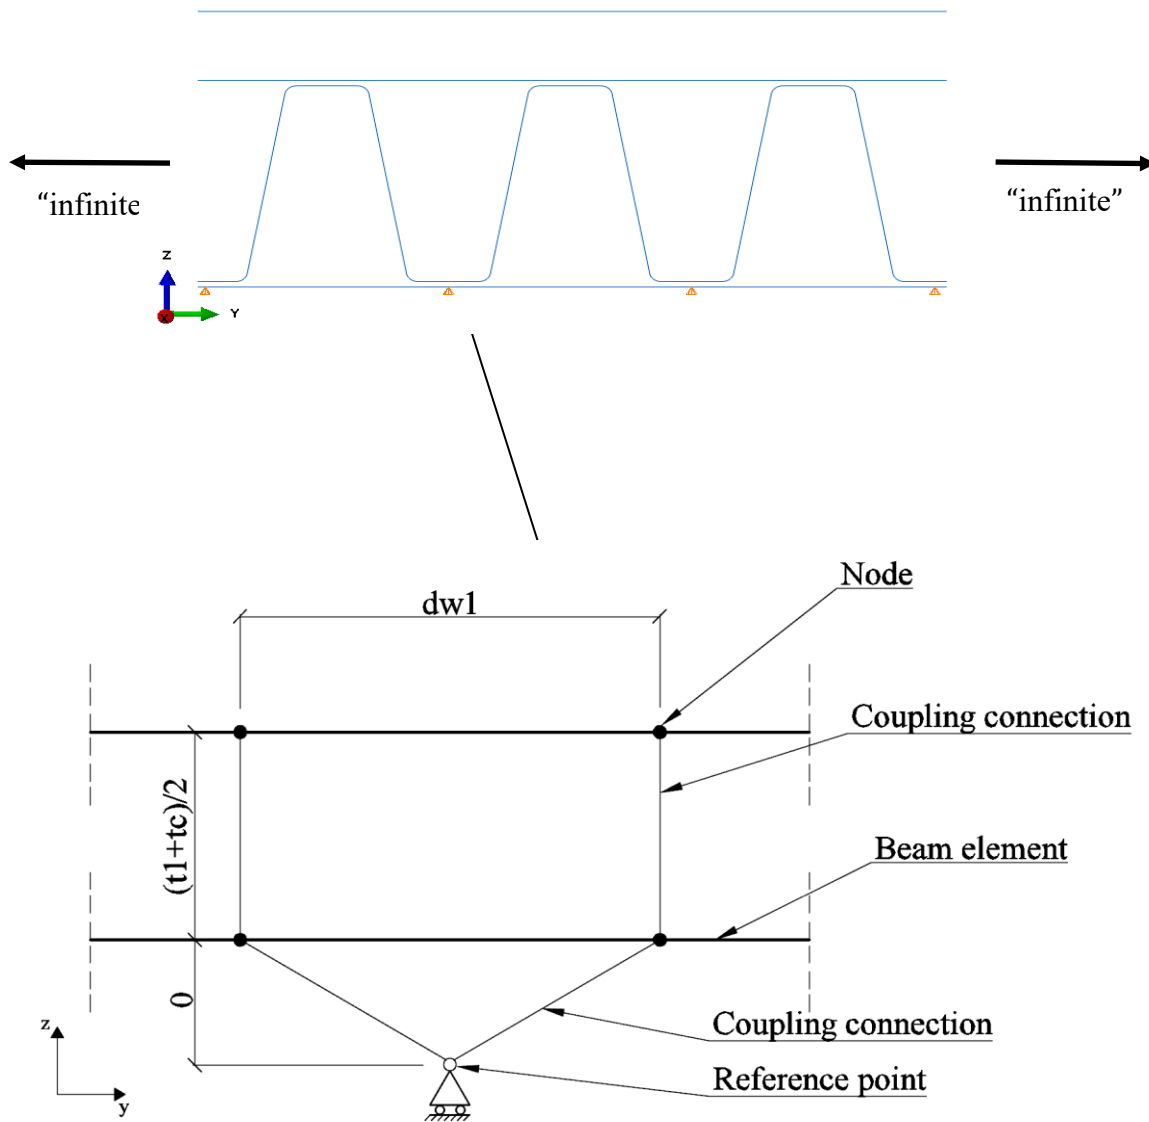 “infinite
“infinite”
Z
X
Y
Node
dw1
Coupling connection
(t1+tc)/2
Beam element
0
Coupling connection
z
Reference point
y